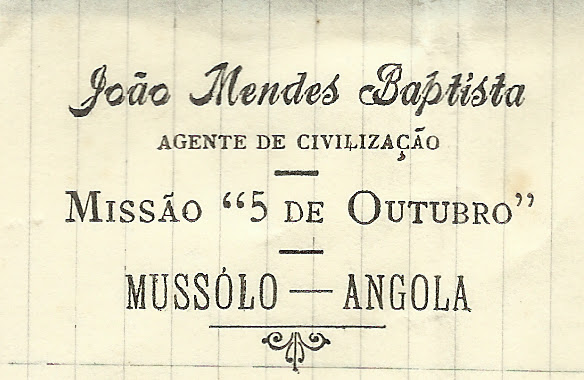 João Mendes Baptista
AGENTE DE CIVILIZAÇÃO
MISSÃO “5 DE OUTUBRO”
MUSSÓLO — ANGOLA